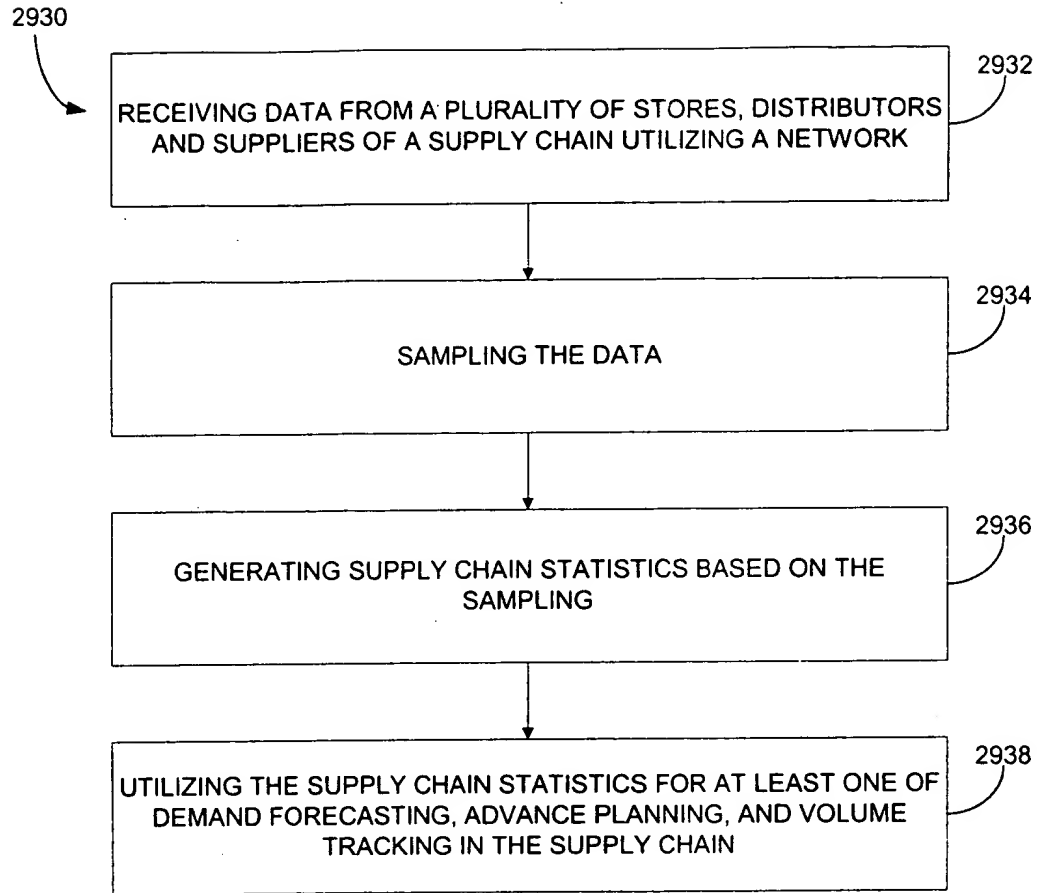 2930
2932
RECEIVING DATA FROM A PLURALITY OF STORES, DISTRIBUTORS
AND SUPPLIERS OF A SUPPLY CHAIN UTILIZING A NETWORK
2934
SAMPLING THE DATA
2936
GENERATING SUPPLY CHAIN STATISTICS BASED ON THE
SAMPLING
2938
UTILIZING THE SUPPLY CHAIN STATISTICS FOR AT LEAST ONE OF
DEMAND FORECASTING, ADVANCE PLANNING, AND VOLUME
TRACKING IN THE SUPPLY CHAIN